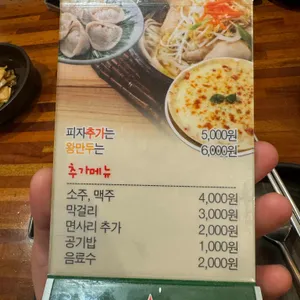 피자추가는 5,000원
왕만두는 6,000원
추가메뉴
소주, 맥주 4,000원
막걸리 3,000원
면사리 추가 2,000원
공기밥 1,000원
음료수 2,000원